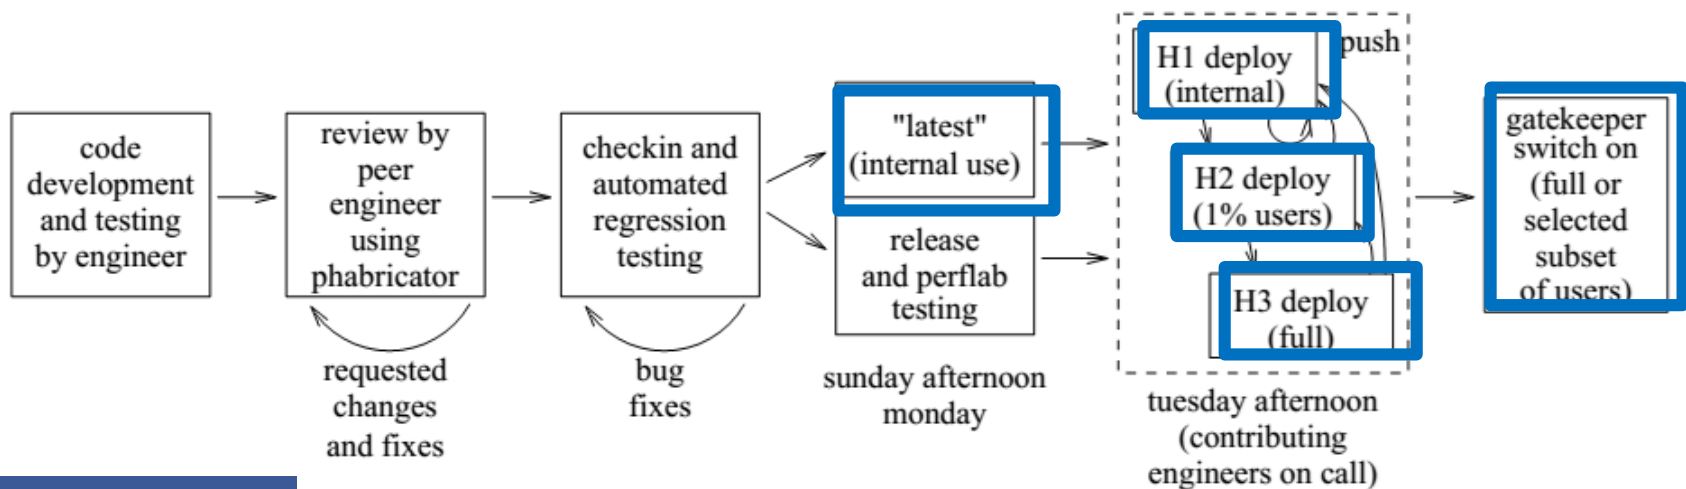 code
development
and testing
by engineer
review by
peer
engineer
using
phabricator
requested
changes
and fixes
checkin and
automated
regression
testing
bug
fixes
"latest"
(internal use)
release
and perflab
testing
sunday afternoon
monday
push
H1 deploy
(internal)
H2 deploy
(1% users)
H3 deploy
(full)
tuesday afternoon
(contributing
engineers on call)
gatekeeper
switch on
(full or
selected
subset
of users)